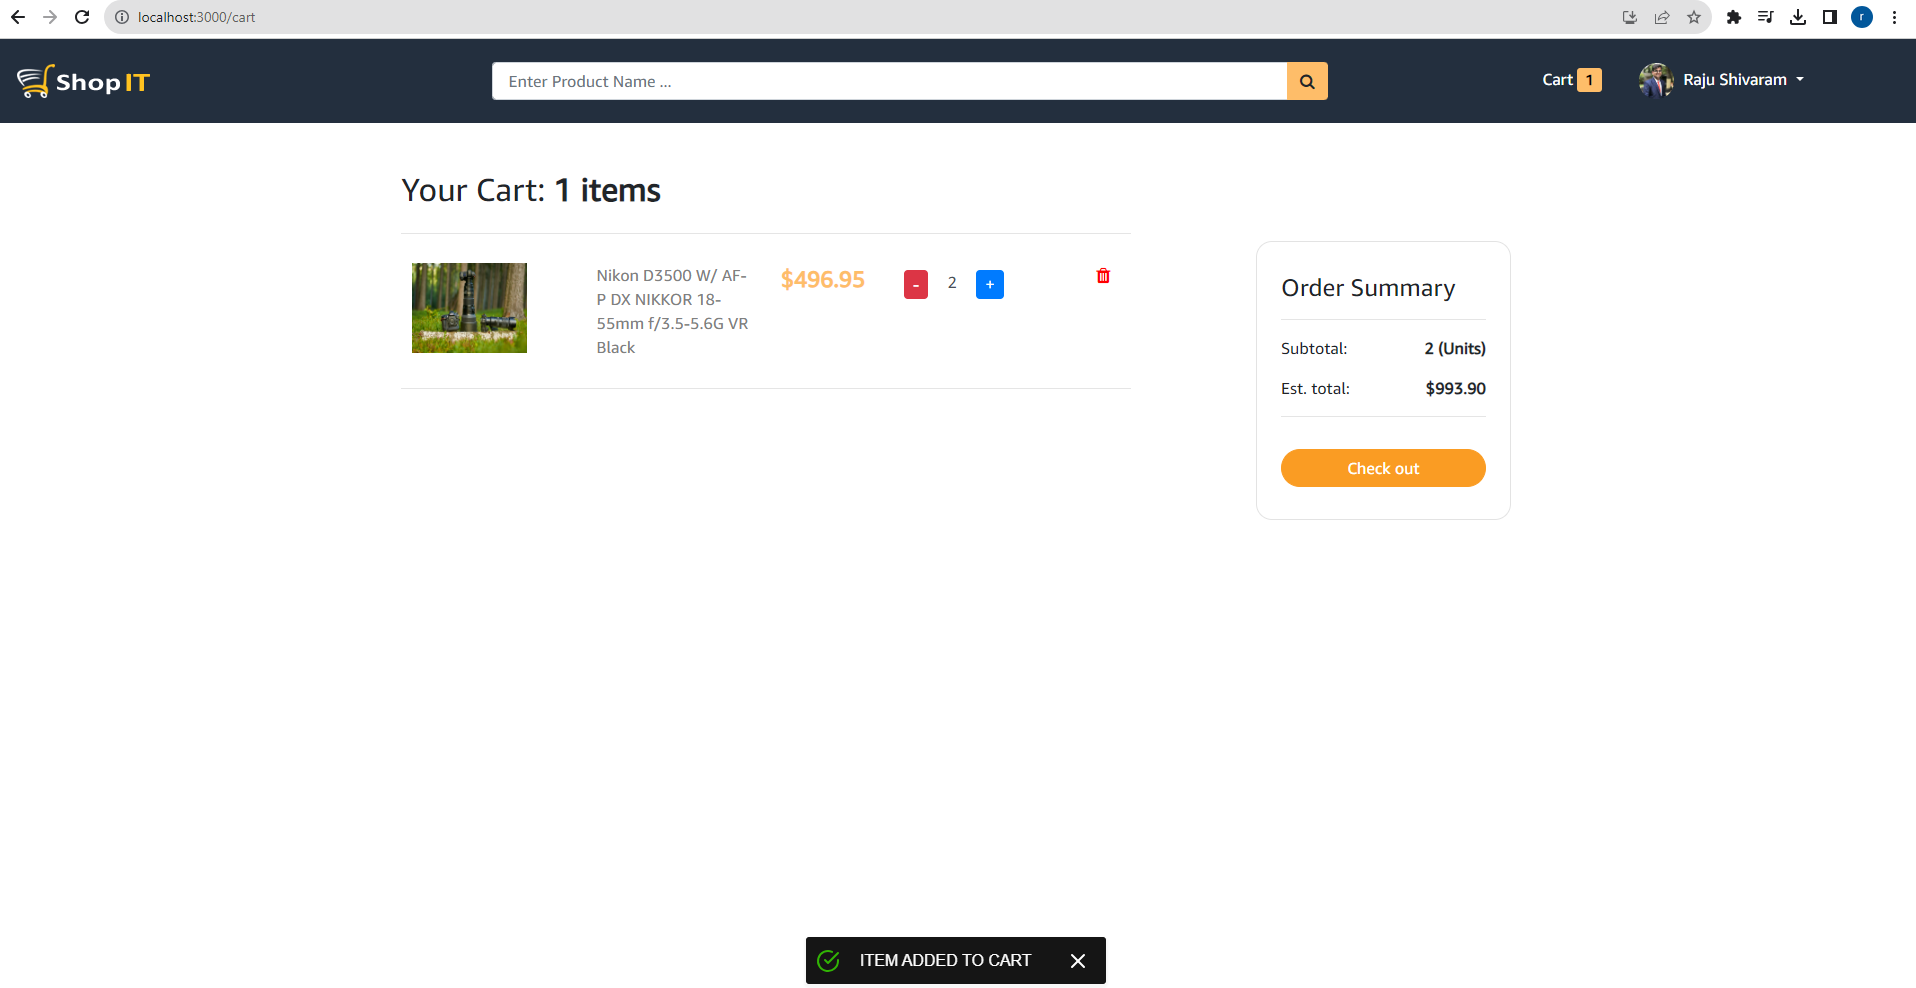 localhost:3000/cart
r
ShopIT
Enter Product Name ...
Cart 1
Raju Shivaram
Your Cart: 1 items
Nikon D3500 W/ AF-
P DX NIKKOR 18-
55mm f/3.5-5.6G VR
Black
$496.95
- 2 +
Order Summary
Subtotal: 2 (Units)
Est. total: $993.90
Check out
ITEM ADDED TO CART